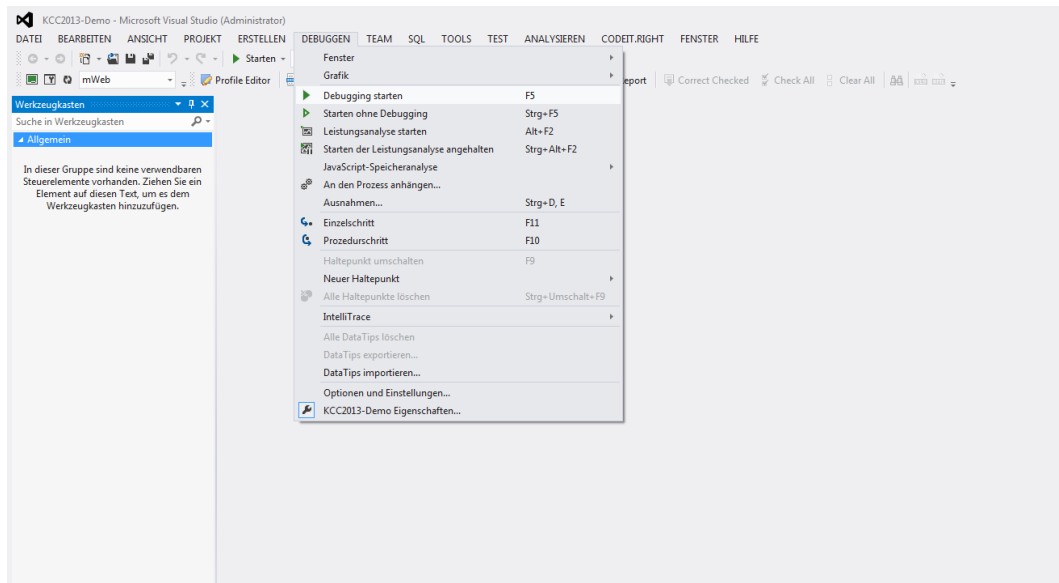 KCC2013-Demo - Microsoft Visual Studio (Administrator)
DATEI BEARBEITEN ANSICHT PROJEKT ERSTELLEN DEBUGGEN TEAM SQL TOOLS TEST ANALYSIEREN CODEIT.RIGHT FENSTER HILFE
Starten
mWeb Profile Editor eport Correct Checked Check All Clear All
Werkzeugkasten
Suche in Werkzeugkasten
Allgemein
In dieser Gruppe sind keine verwendbaren
Steuerelemente vorhanden. Ziehen Sie ein
Element auf diesen Text, um es dem
Werkzeugkasten hinzuzufügen.
Fenster
Grafik
Debugging starten F5
Starten ohne Debugging Strg+F5
Leistungsanalyse starten Alt+F2
Starten der Leistungsanalyse angehalten Strg+Alt+F2
JavaScript-Speicheranalyse
An den Prozess anhängen...
Ausnahmen... Strg+D, E
Einzelschritt F11
Prozedurschritt F10
Haltepunkt umschalten F9
Neuer Haltepunkt
Alle Haltepunkte löschen Strg+Umschalt+F9
IntelliTrace
Alle DataTips löschen
DataTips exportieren...
DataTips importieren...
Optionen und Einstellungen...
KCC2013-Demo Eigenschaften...